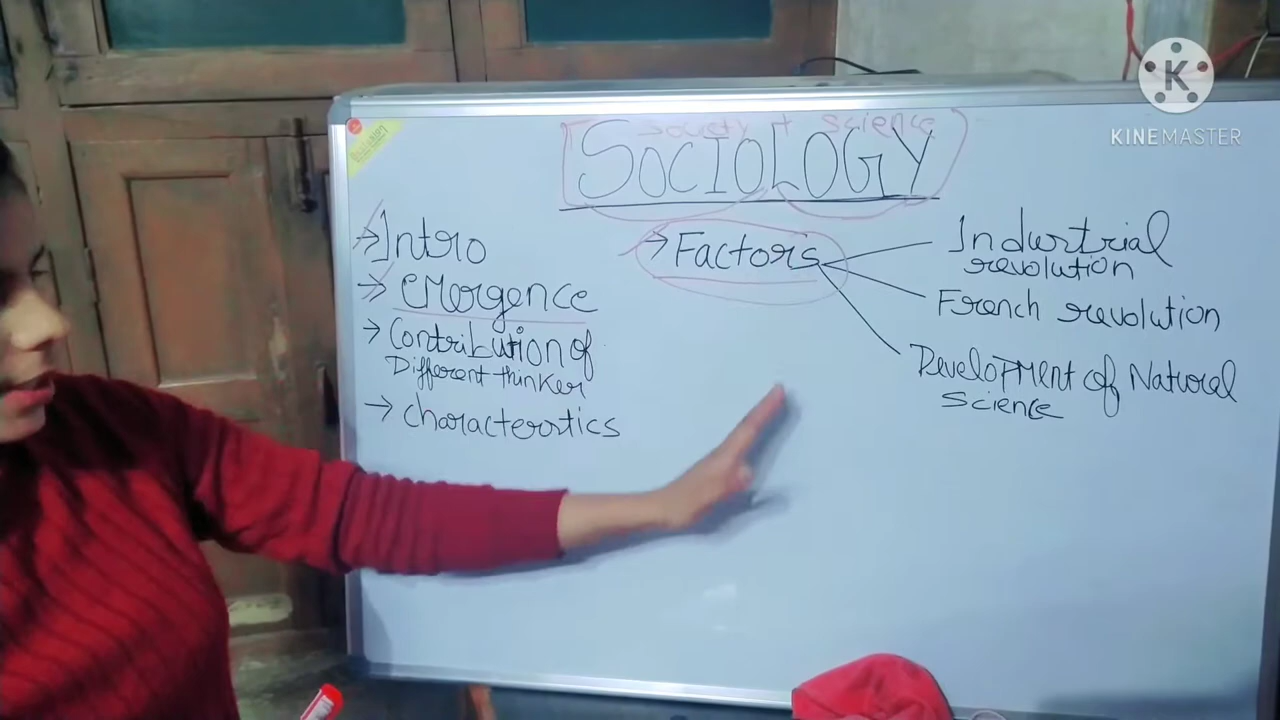 KINEMASTER
society + science
SOCIOLOGY
→ Intro
→ emergence
→ Contribution of
Different thinker
→ characterstics
→ Factors
Industrial
revolution
French revolution
Development of Natural
Science